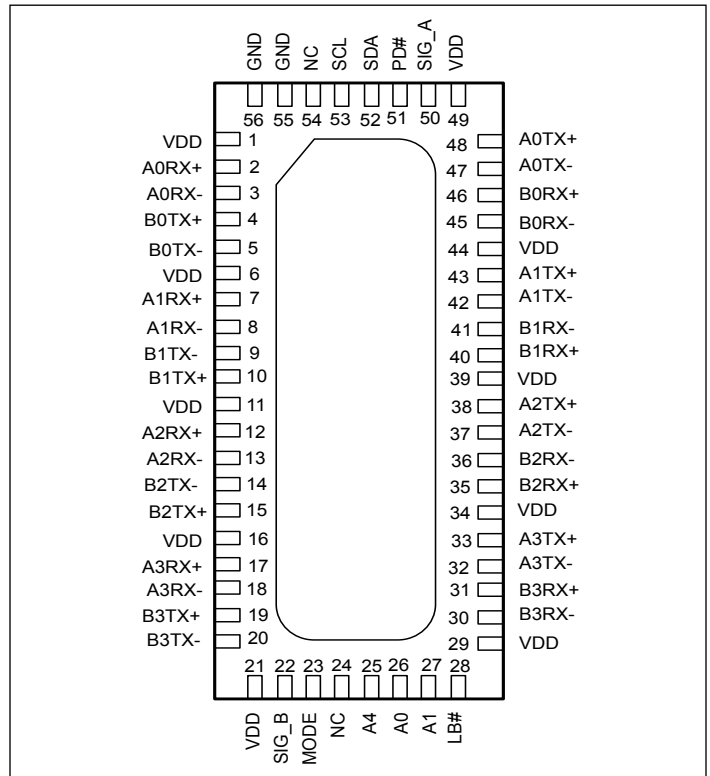 GND GND NC SCL SDA PD# SIG_A VDD
56 55 54 53 52 51 50 49
VDD 1 48 A0TX+
A0RX+ 2 47 A0TX-
A0RX- 3 46 B0RX+
B0TX+ 4 45 B0RX-
B0TX- 5 44 VDD
VDD 6 43 A1TX+
A1RX+ 7 42 A1TX-
A1RX- 8 41 B1RX-
B1TX- 9 40 B1RX+
B1TX+ 10 39 VDD
VDD 11 38 A2TX+
A2RX+ 12 37 A2TX-
A2RX- 13 36 B2RX-
B2TX- 14 35 B2RX+
B2TX+ 15 34 VDD
VDD 16 33 A3TX+
A3RX+ 17 32 A3TX-
A3RX- 18 31 B3RX+
B3TX+ 19 30 B3RX-
B3TX- 20 29 VDD
21 22 23 24 25 26 27 28
VDD SIG_B MODE NC A4 A0 A1 LB#